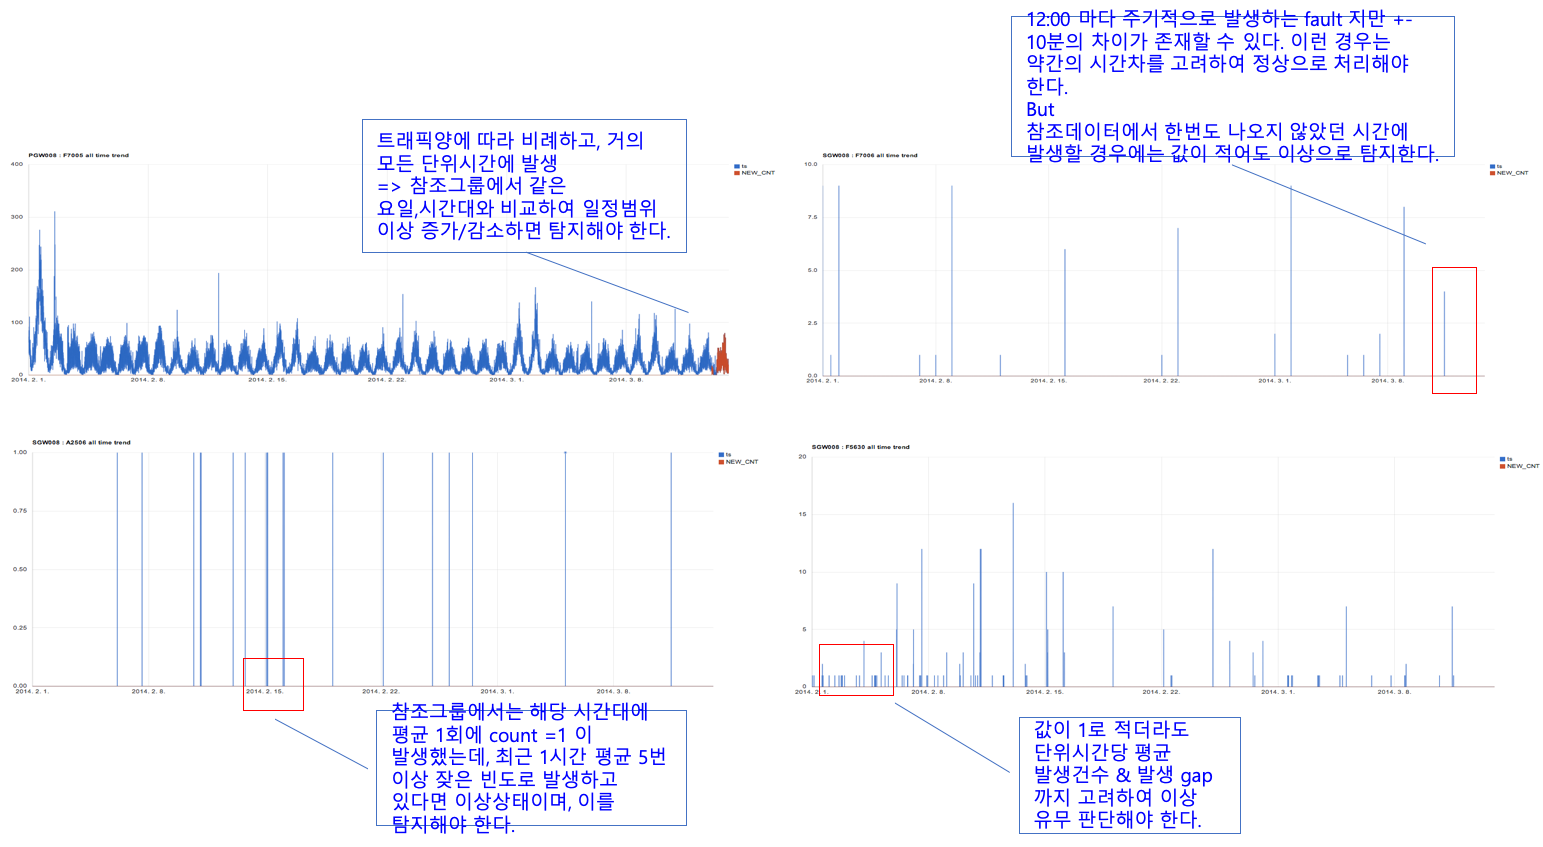 12:00 마다 주기적으로 발생하는 fault 지만 +-
10분의 차이가 존재할 수 있다. 이런 경우는
약간의 시간차를 고려하여 정상으로 처리해야
한다.
But
참조데이터에서 한번도 나오지 않았던 시간에
발생할 경우에는 값이 적어도 이상으로 탐지한다.
트래픽양에 따라 비례하고, 거의
모든 단위시간에 발생
=> 참조그룹에서 같은
요일,시간대와 비교하여 일정범위
이상 증가/감소하면 탐지해야 한다.
PGW008 : F7005 all time trend
400
300
200
100
0
2014. 2. 1.
2014. 2. 8.
2014. 2. 15.
2014. 2. 22.
2014. 3. 1.
2014. 3. 8.
ts
NEW_CNT
SGW008 : F7006 all time trend
10.0
7.5
5.0
2.5
0.0
2014. 2. 1.
2014. 2. 8.
2014. 2. 15.
2014. 2. 22.
2014. 3. 1.
2014. 3. 8.
ts
NEW_CNT
SGW008 : A2506 all time trend
1.00
0.75
0.50
0.25
0.00
2014. 2. 1.
2014. 2. 8.
2014. 2. 15.
2014. 2. 22.
2014. 3. 1.
2014. 3. 8.
ts
NEW_CNT
참조그룹에서는 해당 시간대에
평균 1회에 count =1 이
발생했는데, 최근 1시간 평균 5번
이상 잦은 빈도로 발생하고
있다면 이상상태이며, 이를
탐지해야 한다.
SGW008 : F5630 all time trend
20
15
10
5
0
2014. 2. 1.
2014. 2. 8.
2014. 2. 15.
2014. 2. 22.
2014. 3. 1.
2014. 3. 8.
ts
NEW_CNT
값이 1로 적더라도
단위시간당 평균
발생건수 & 발생 gap
까지 고려하여 이상
유무 판단해야 한다.